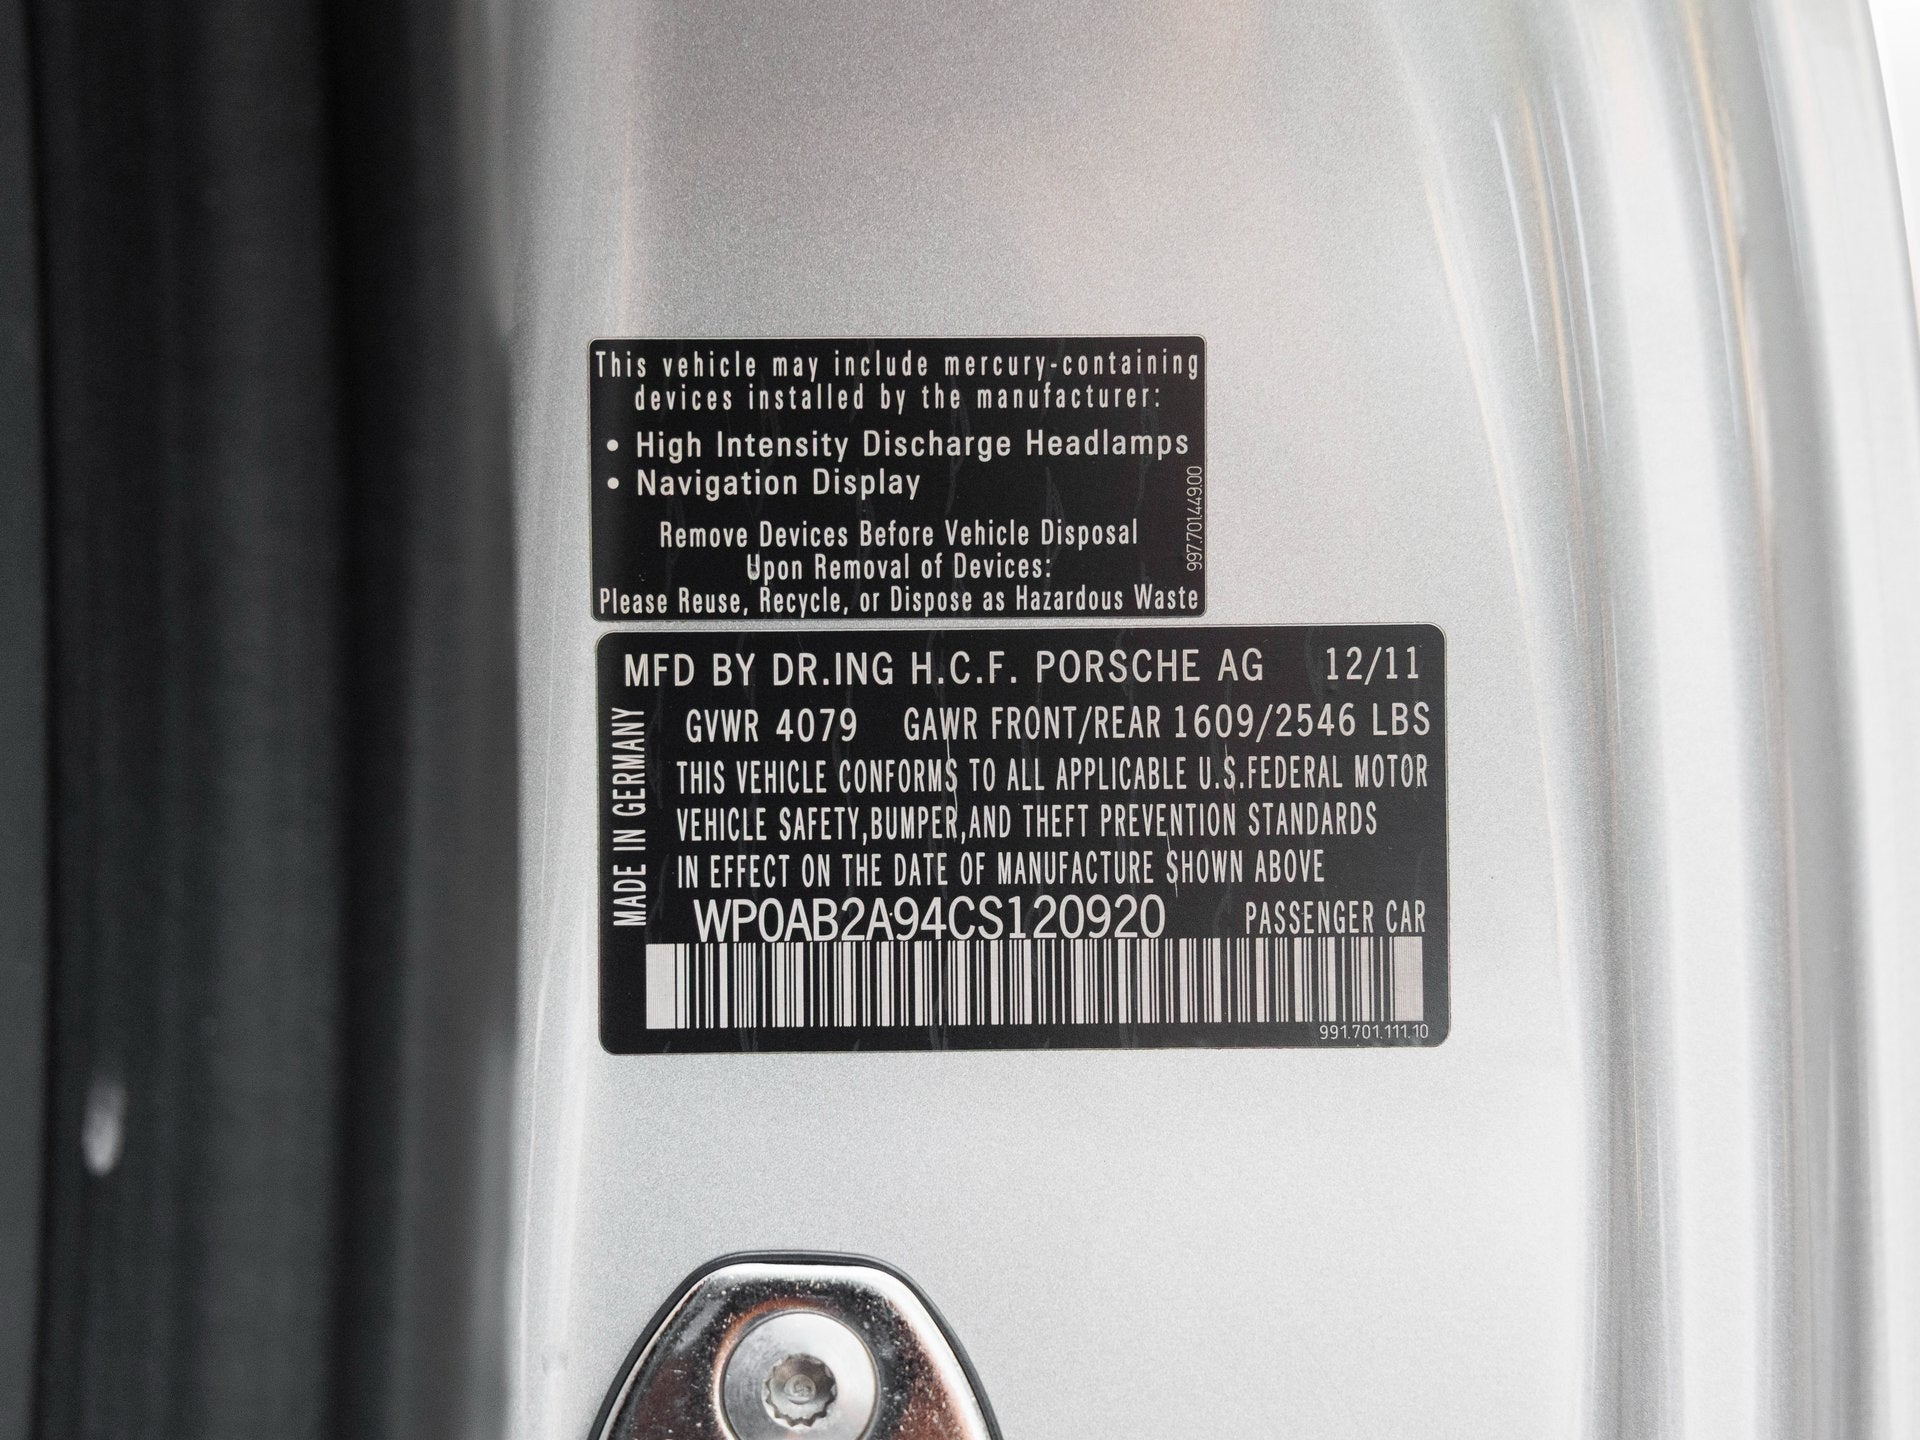 This vehicle may include mercury-containing
devices installed by the manufacturer:
• High Intensity Discharge Headlamps
• Navigation Display
Remove Devices Before Vehicle Disposal
Upon Removal of Devices:
Please Reuse, Recycle, or Dispose as Hazardous Waste
997.701.449.00
MFD BY DR.ING H.C.F. PORSCHE AG 12/11
GVWR 4079 GAWR FRONT/REAR 1609/2546 LBS
THIS VEHICLE CONFORMS TO ALL APPLICABLE U.S.FEDERAL MOTOR
VEHICLE SAFETY,BUMPER,AND THEFT PREVENTION STANDARDS
IN EFFECT ON THE DATE OF MANUFACTURE SHOWN ABOVE
WP0AB2A94CS120920 PASSENGER CAR
MADE IN GERMANY
991.701.111.10